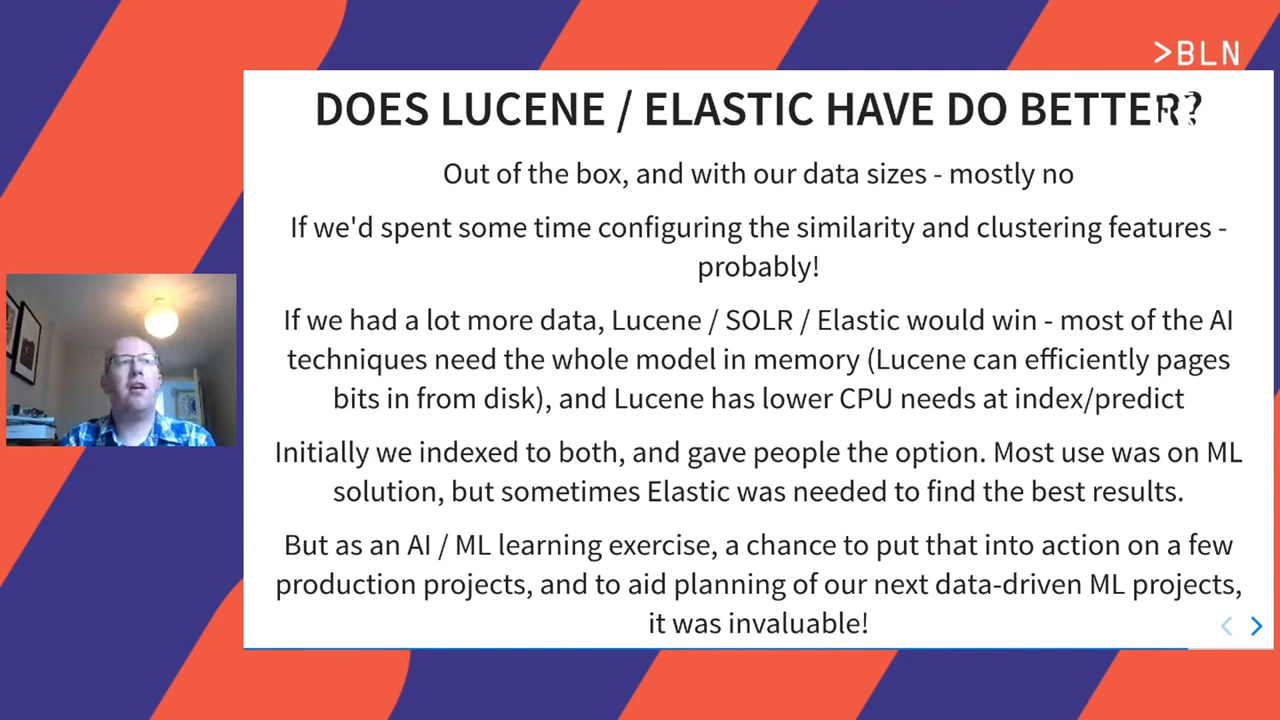 >BLN
DOES LUCENE / ELASTIC HAVE DO BETTER?
Out of the box, and with our data sizes - mostly no
If we'd spent some time configuring the similarity and clustering features -
probably!
If we had a lot more data, Lucene / SOLR / Elastic would win - most of the AI
techniques need the whole model in memory (Lucene can efficiently pages
bits in from disk), and Lucene has lower CPU needs at index/predict
Initially we indexed to both, and gave people the option. Most use was on ML
solution, but sometimes Elastic was needed to find the best results.
But as an AI / ML learning exercise, a chance to put that into action on a few
production projects, and to aid planning of our next data-driven ML projects,
it was invaluable!